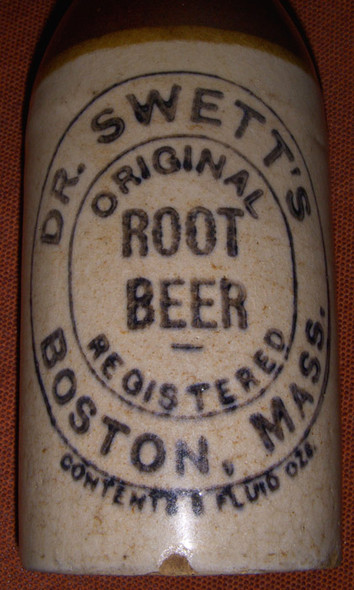 DR. SWETT'S
ORIGINAL
ROOT
BEER
REGISTERED
BOSTON, MASS.
CONTENTS 8 FLUID OZS.